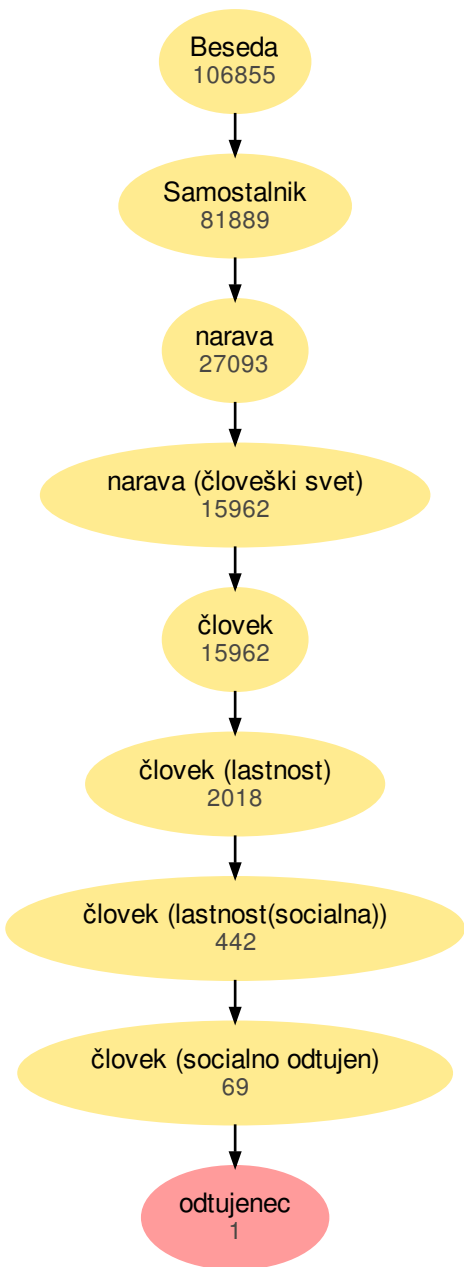 Beseda
106855
Samostalnik
81889
narava
27093
narava (človeški svet)
15962
človek
15962
človek (lastnost)
2018
človek (lastnost(socialna))
442
človek (socialno odtujen)
69
odtujenec
1